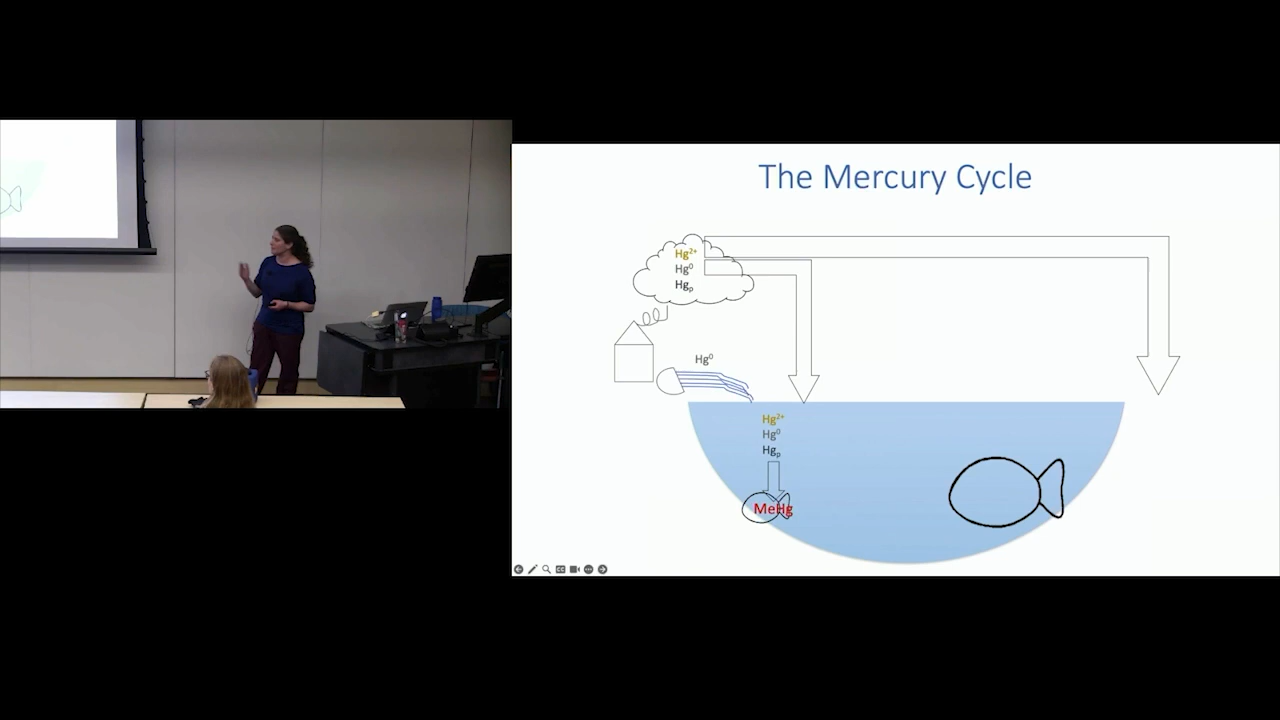 The Mercury Cycle
Hg²⁺
Hg⁰
Hgₚ
Hg⁰
Hg²⁺
Hg⁰
Hgₚ
MeHg